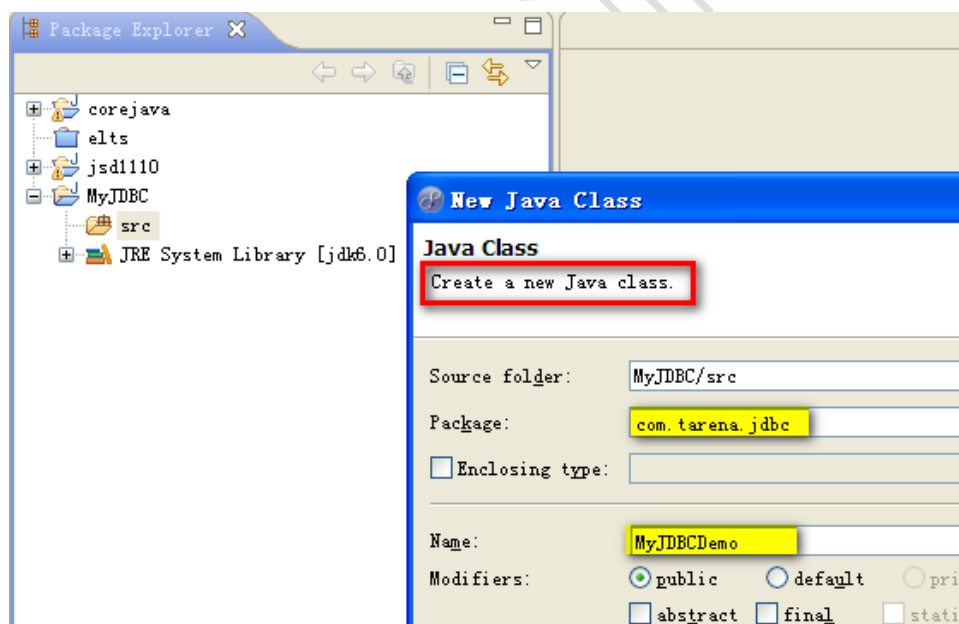 Package Explorer
corejava
elts
jsd1110
MyJDBC
src
JRE System Library [jdk6.0]
New Java Class
Java Class
Create a new Java class.
Source folder: MyJDBC/src
Package: com.tarena.jdbc
Enclosing type:
Name: MyJDBCDemo
Modifiers: public default pri
abstract final stati